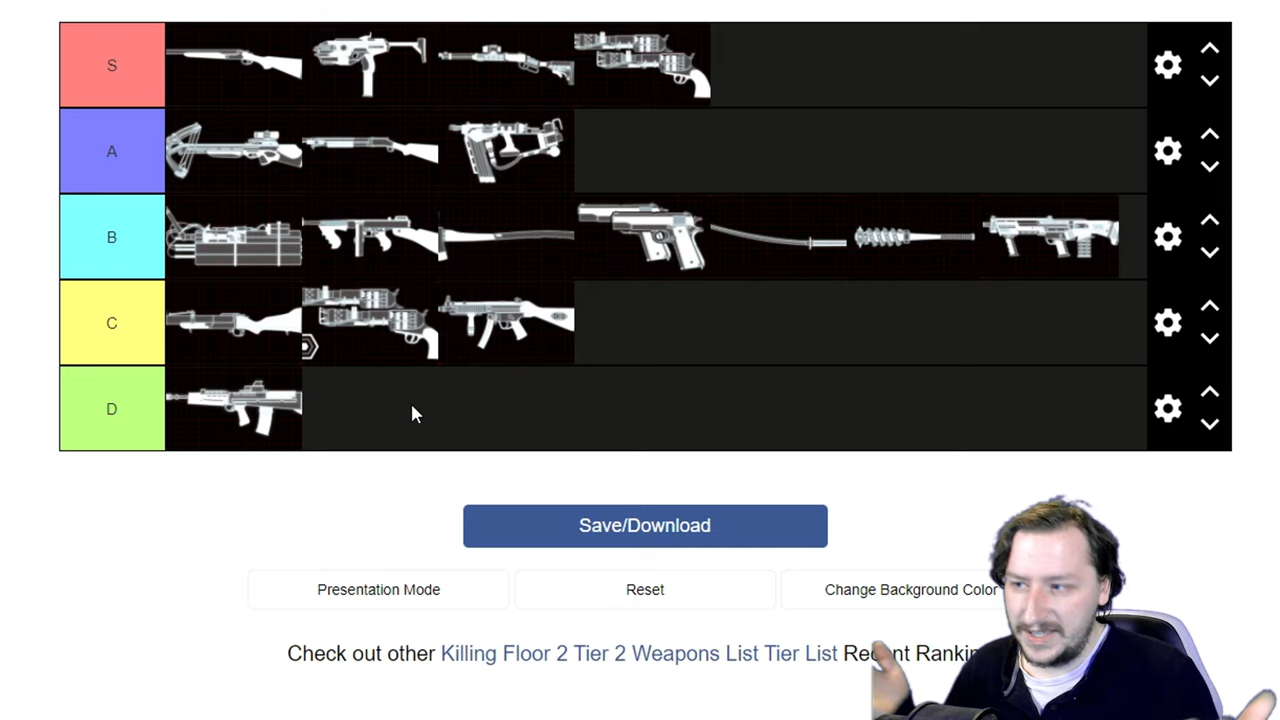 S
A
B
C
D
Save/Download
Presentation Mode
Reset
Change Background Color
Check out other Killing Floor 2 Tier 2 Weapons List Tier List Recent